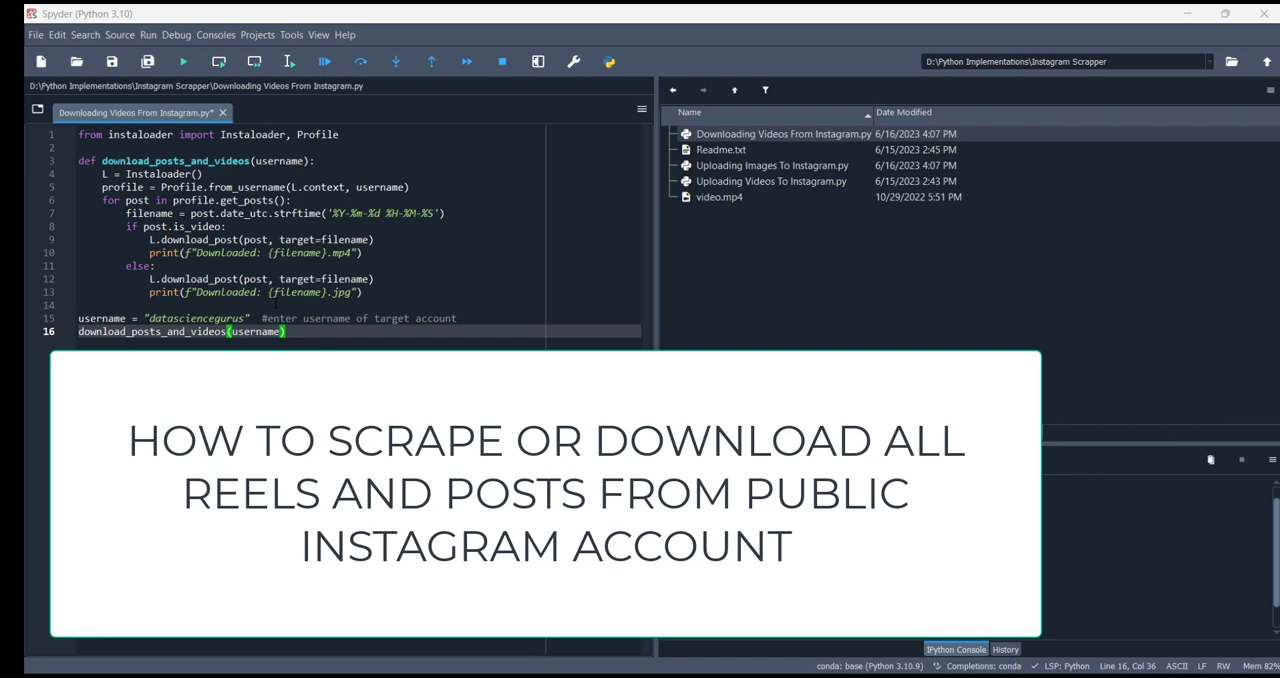 Spyder (Python 3.10)
File Edit Search Source Run Debug Consoles Projects Tools View Help
D:\Python Implementations\Instagram Scrapper
D:\Python Implementations\Instagram Scrapper\Downloading Videos From Instagram.py
Downloading Videos From Instagram.py*
1 from instaloader import Instaloader, Profile
2
3 def download_posts_and_videos(username):
4 L = Instaloader()
5 profile = Profile.from_username(L.context, username)
6 for post in profile.get_posts():
7 filename = post.date_utc.strftime('%Y-%m-%d %H-%M-%S')
8 if post.is_video:
9 L.download_post(post, target=filename)
10 print(f"Downloaded: {filename}.mp4")
11 else:
12 L.download_post(post, target=filename)
13 print(f"Downloaded: {filename}.jpg")
14
15 username = "datasciencegurus" #enter username of target account
16 download_posts_and_videos(username)
Name Date Modified
Downloading Videos From Instagram.py 6/16/2023 4:07 PM
Readme.txt 6/15/2023 2:45 PM
Uploading Images To Instagram.py 6/16/2023 4:07 PM
Uploading Videos To Instagram.py 6/15/2023 2:43 PM
video.mp4 10/29/2022 5:51 PM
HOW TO SCRAPE OR DOWNLOAD ALL
REELS AND POSTS FROM PUBLIC
INSTAGRAM ACCOUNT
IPython Console History
conda: base (Python 3.10.9) Completions: conda LSP: Python Line 16, Col 36 ASCII LF RW Mem 82%